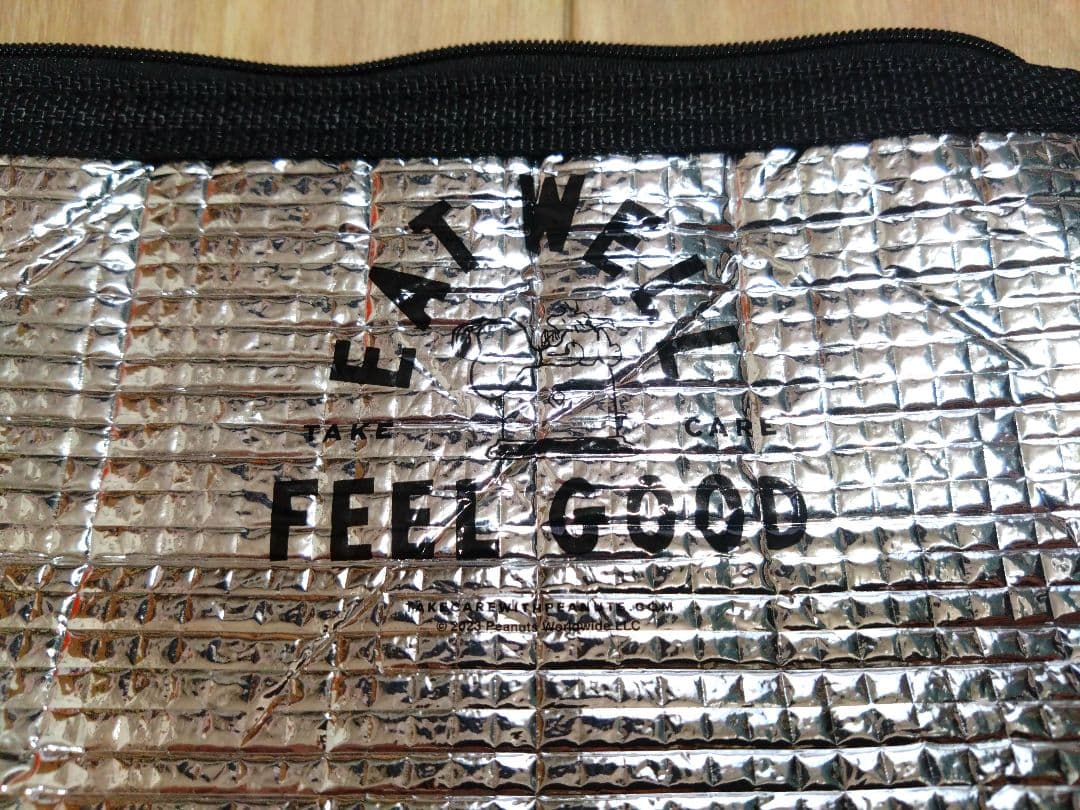 EAT WELL
TAKE CARE
FEEL GOOD
TAKECAREWITHPEANUTS.COM
© 2023 Peanuts Worldwide LLC